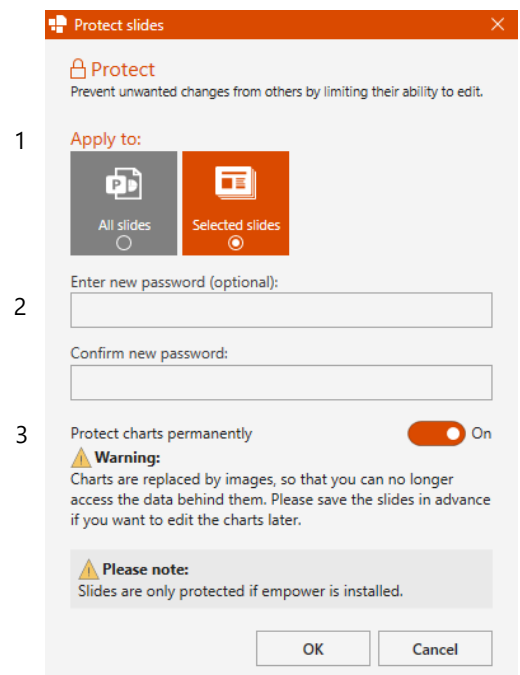 Protect slides
Protect
Prevent unwanted changes from others by limiting their ability to edit.
1
Apply to:
All slides
Selected slides
Enter new password (optional):
2
Confirm new password:
3
Protect charts permanently
On
Warning:
Charts are replaced by images, so that you can no longer
access the data behind them. Please save the slides in advance
if you want to edit the charts later.
Please note:
Slides are only protected if empower is installed.
OK
Cancel